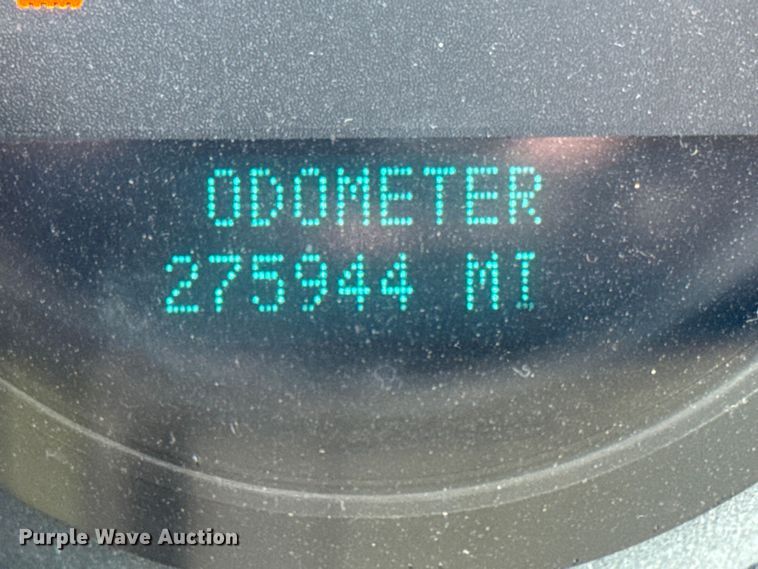 ODOMETER
275944 MI
Purple Wave Auction